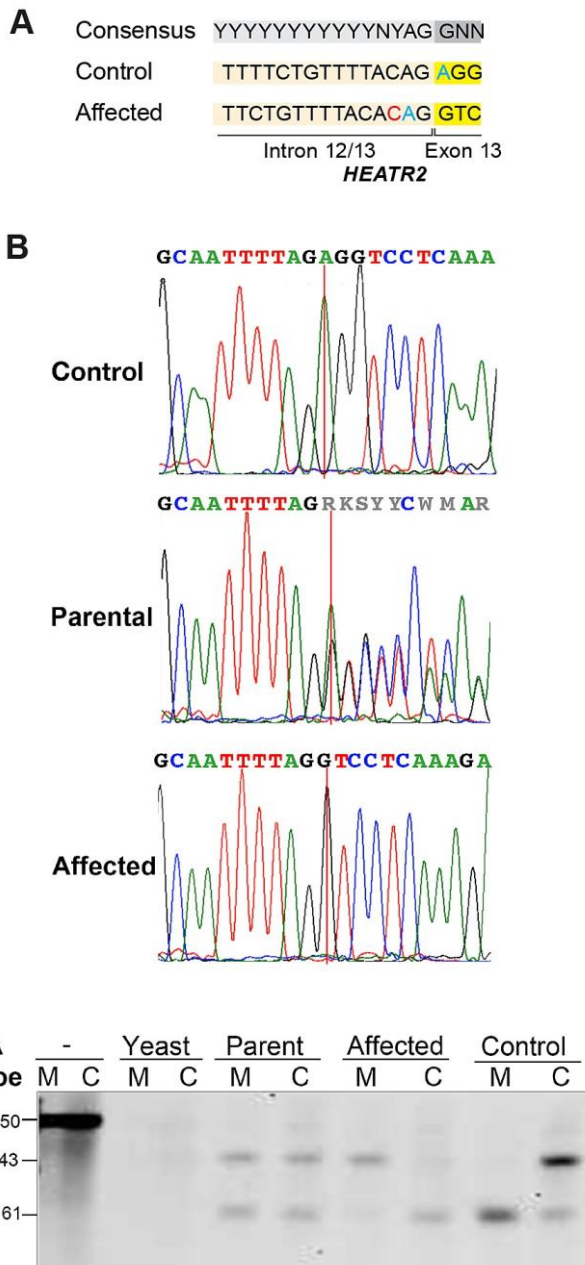 A
Consensus YYYYYYYYYYYYNYAG GNN
Control TTTTCTGTTTTACAG AGG
Affected TTCTGTTTTACACAG GTC
Intron 12/13 Exon 13
HEATR2
B
GCAATTTTAGAGGTCCTCAAA
Control
GCAATTTTAGRKSYYCWMAR
Parental
GCAATTTTAGGTCCTCAAAGA
Affected
- Yeast Parent Affected Control
M C M C M C M C M C
50
43
61